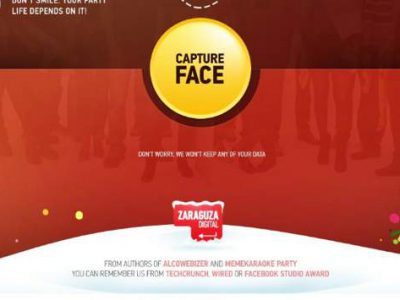 DON'T SMILE. YOUR PARTY
LIFE DEPENDS ON IT!
CAPTURE
FACE
DON'T WORRY, WE WON'T KEEP ANY OF YOUR DATA
ZARAGUZA
DIGITAL
FROM AUTHORS OF ALCOWEBIZER AND MEMEKARAOKE PARTY
YOU CAN REMEMBER US FROM TECHCRUNCH, WIRED OR FACEBOOK STUDIO AWARD